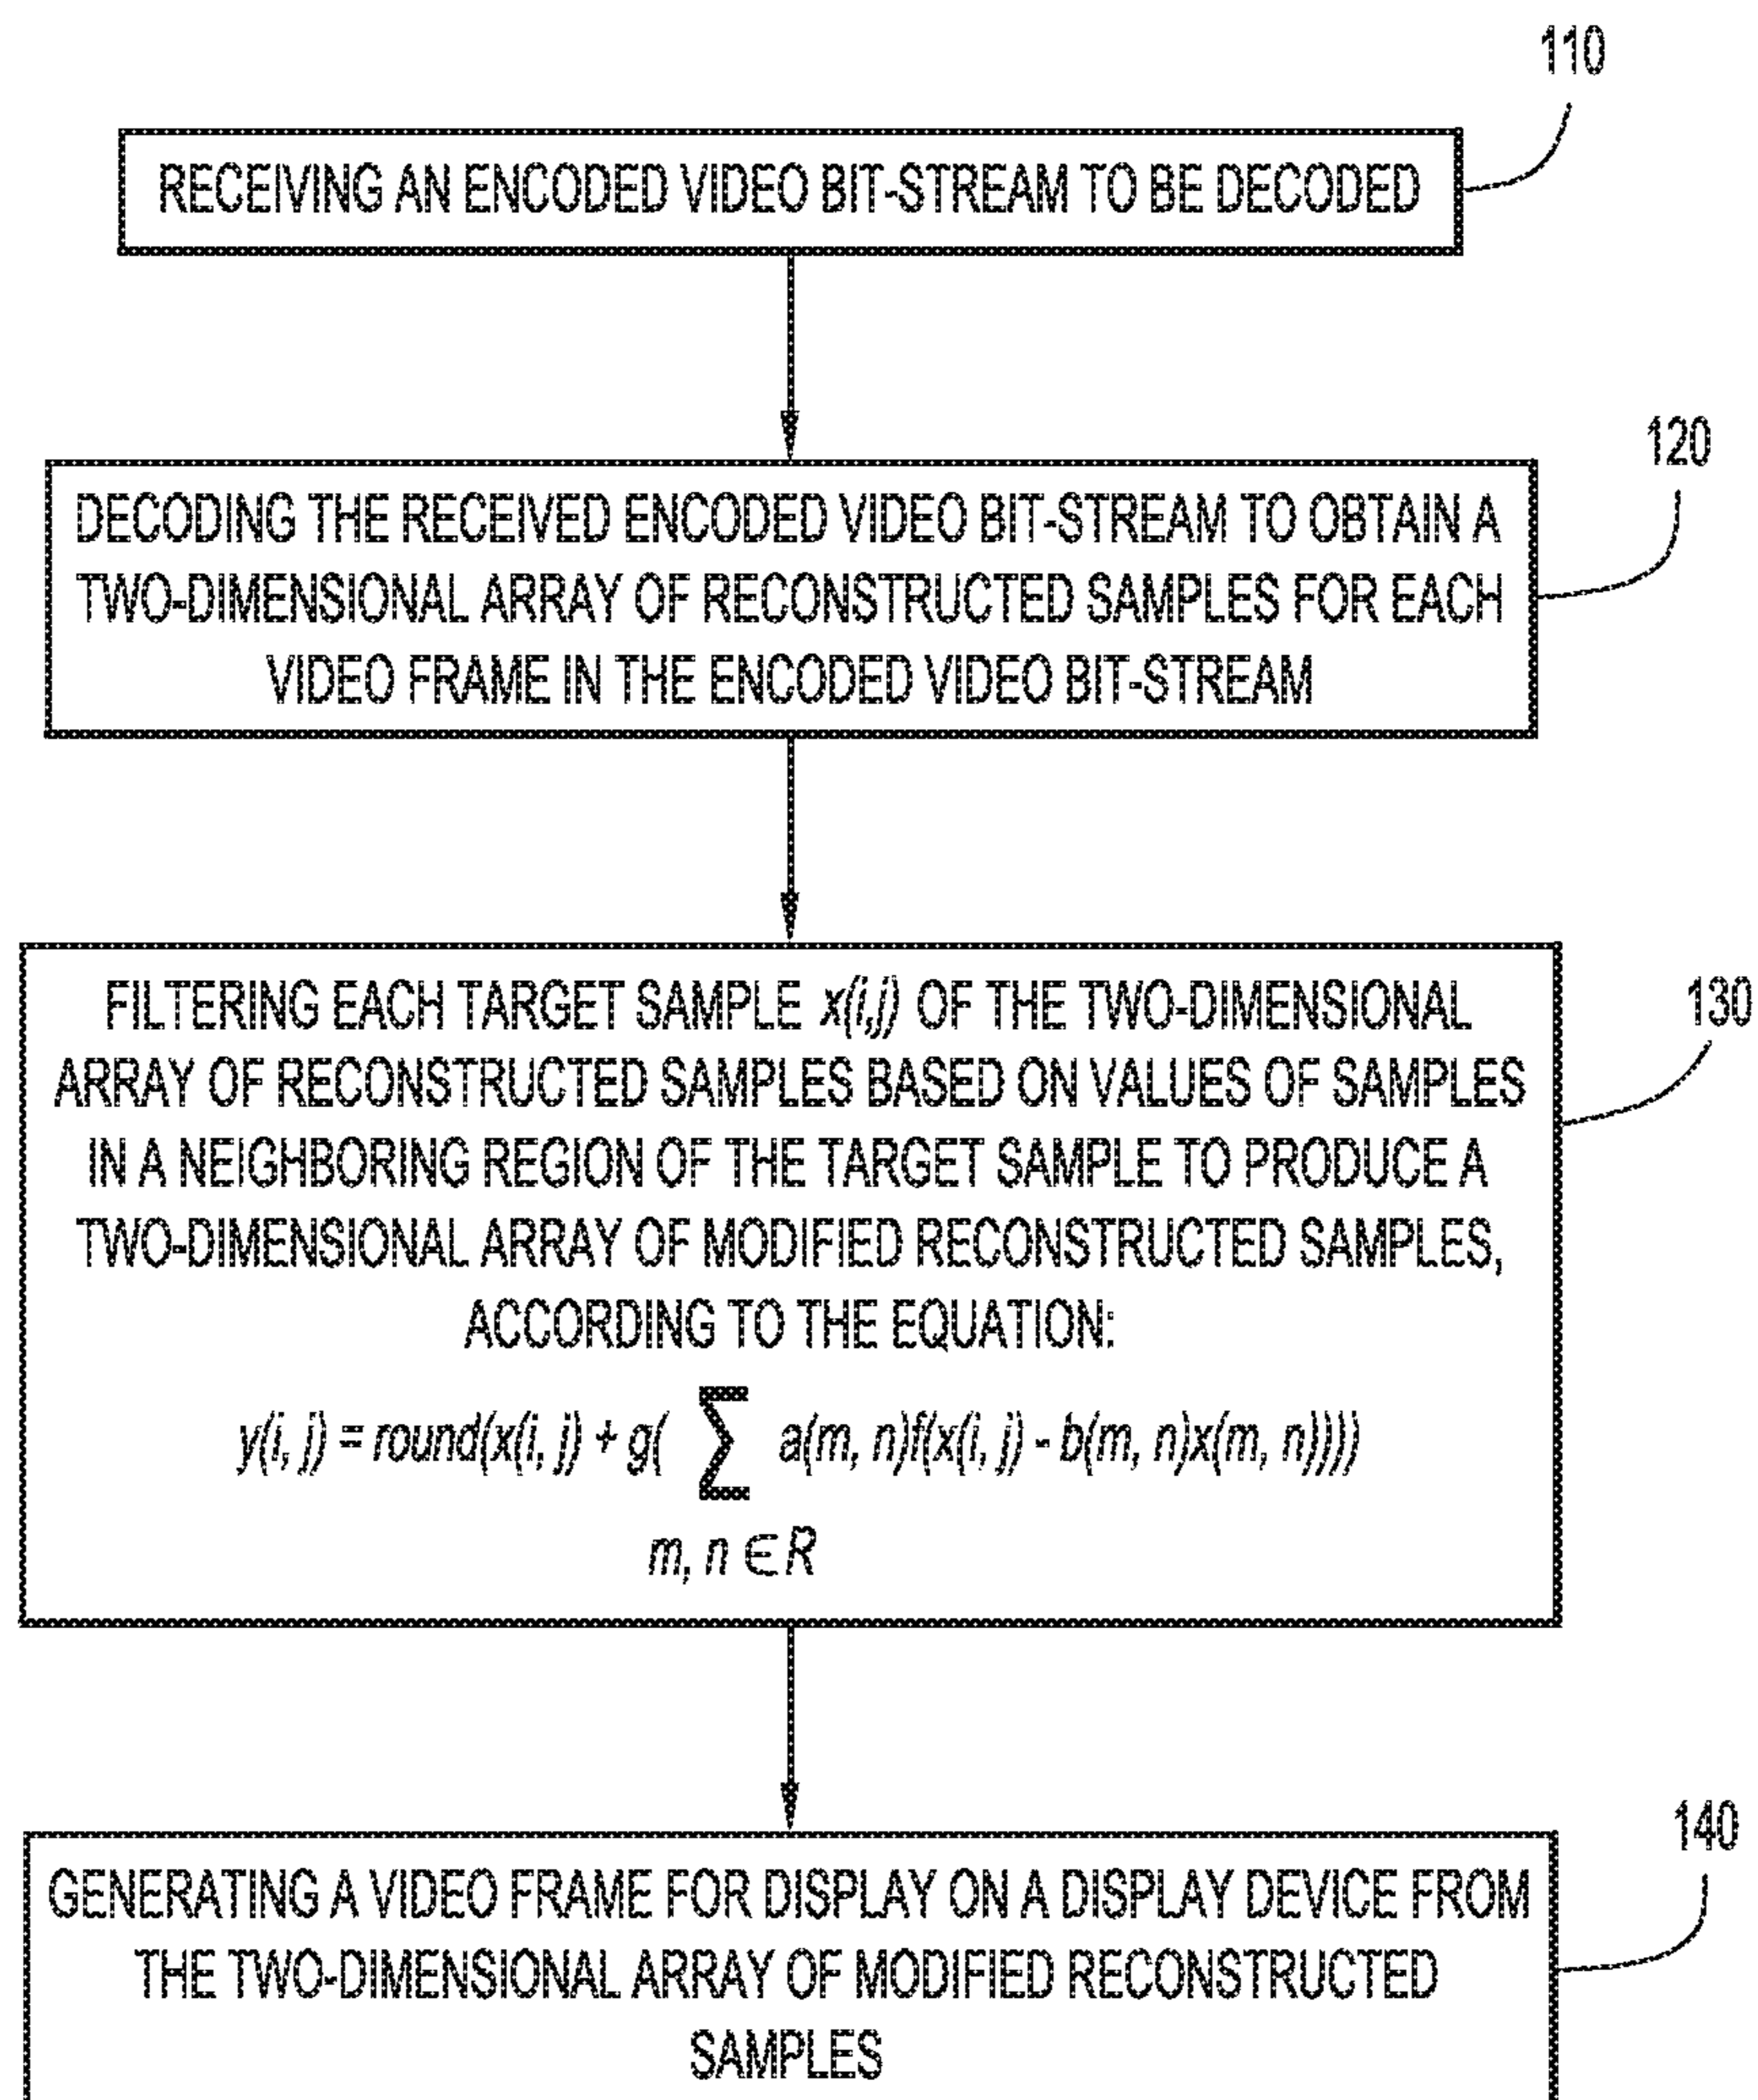 110
RECEIVING AN ENCODED VIDEO BIT-STREAM TO BE DECODED
120
DECODING THE RECEIVED ENCODED VIDEO BIT-STREAM TO OBTAIN A
TWO-DIMENSIONAL ARRAY OF RECONSTRUCTED SAMPLES FOR EACH
VIDEO FRAME IN THE ENCODED VIDEO BIT-STREAM
130
FILTERING EACH TARGET SAMPLE x(i,j) OF THE TWO-DIMENSIONAL
ARRAY OF RECONSTRUCTED SAMPLES BASED ON VALUES OF SAMPLES
IN A NEIGHBORING REGION OF THE TARGET SAMPLE TO PRODUCE A
TWO-DIMENSIONAL ARRAY OF MODIFIED RECONSTRUCTED SAMPLES,
ACCORDING TO THE EQUATION:
y(i, j) = round(x(i, j) + g( ∑ a(m, n)f(x(i, j) - b(m, n)x(m, n))))
m, n ∈ R
140
GENERATING A VIDEO FRAME FOR DISPLAY ON A DISPLAY DEVICE FROM
THE TWO-DIMENSIONAL ARRAY OF MODIFIED RECONSTRUCTED
SAMPLES